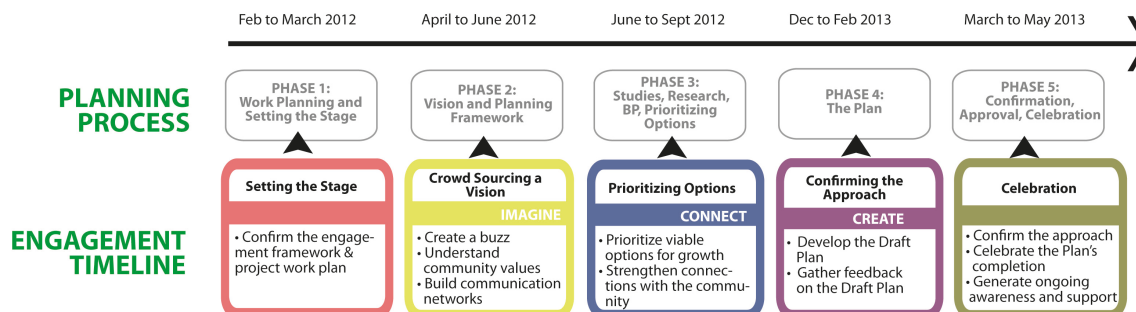 Feb to March 2012
April to June 2012
June to Sept 2012
Dec to Feb 2013
March to May 2013
PLANNING
PROCESS
PHASE 1:
Work Planning and
Setting the Stage
PHASE 2:
Vision and Planning
Framework
PHASE 3:
Studies, Research,
BP, Prioritizing
Options
PHASE 4:
The Plan
PHASE 5:
Confirmation,
Approval, Celebration
ENGAGEMENT
TIMELINE
Setting the Stage
• Confirm the engage-
ment framework &
project work plan
Crowd Sourcing a
Vision
IMAGINE
• Create a buzz
• Understand
community values
• Build communication
networks
Prioritizing Options
CONNECT
• Prioritize viable
options for growth
• Strengthen connec-
tions with the commu-
nity
Confirming the
Approach
CREATE
• Develop the Draft
Plan
• Gather feedback
on the Draft Plan
Celebration
• Confirm the approach
• Celebrate the Plan's
completion
• Generate ongoing
awareness and support